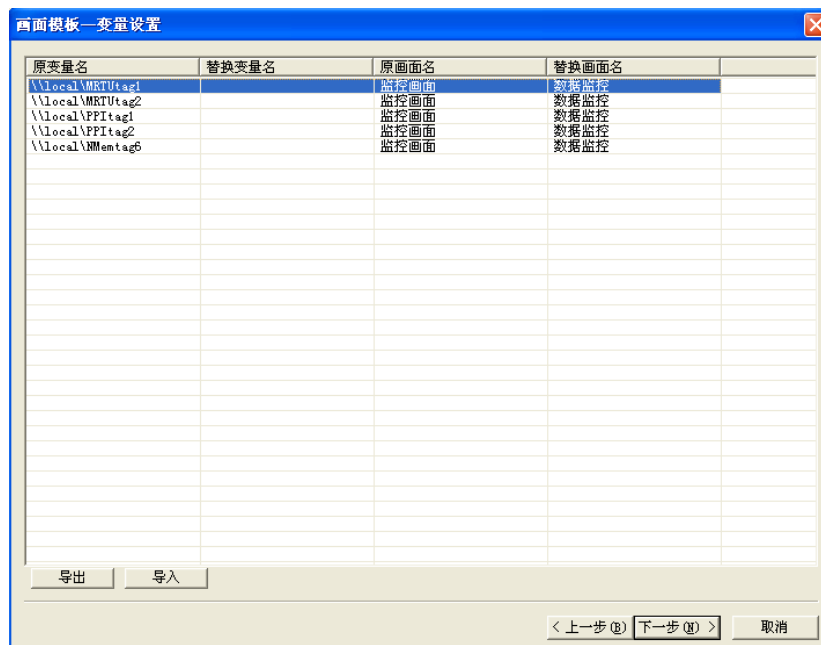 画面模板—变量设置
原变量名 替换变量名 原画面名 替换画面名
\\local\MRTUtag1 监控画面 数据监控
\\local\MRTUtag2 监控画面 数据监控
\\local\PPItag1 监控画面 数据监控
\\local\PPItag2 监控画面 数据监控
\\local\NMemtag6 监控画面 数据监控
导出 导入
< 上一步(B) 下一步(N) > 取消